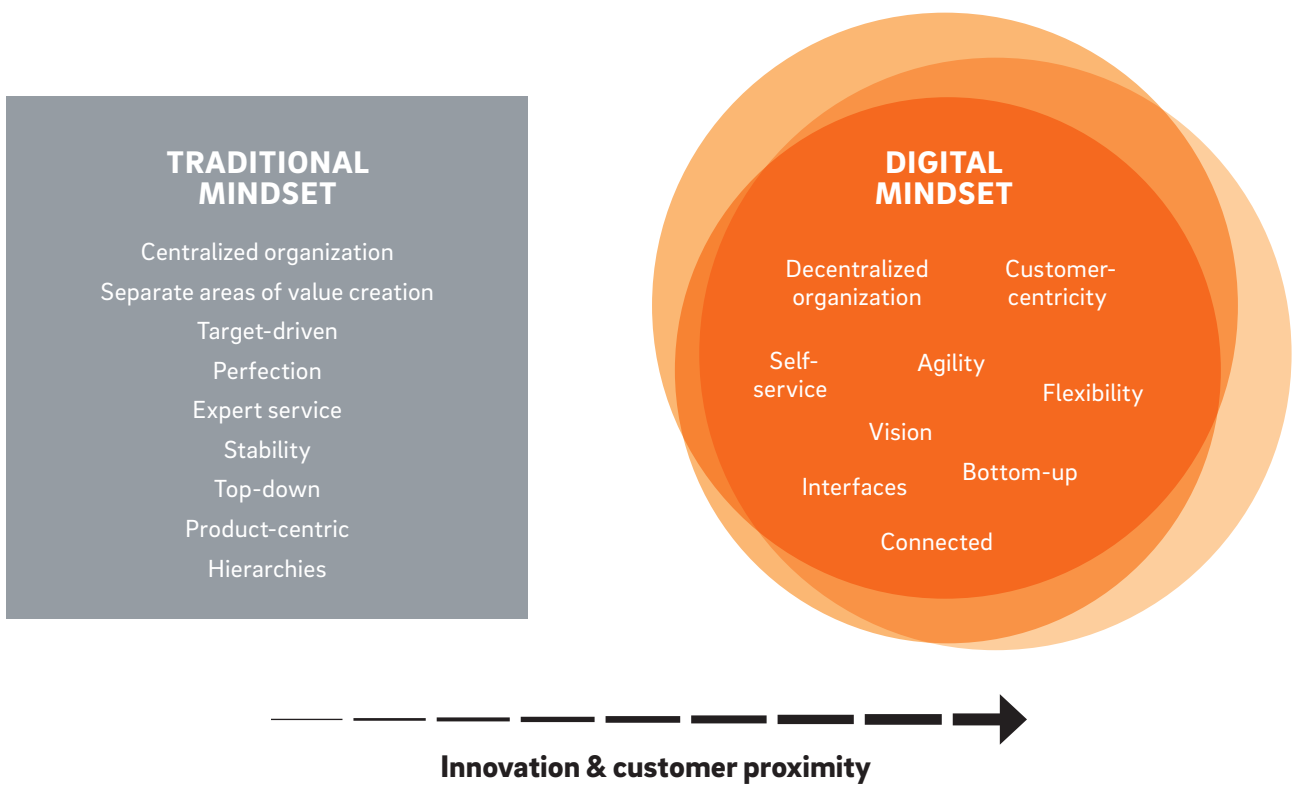 TRADITIONAL
MINDSET
Centralized organization
Separate areas of value creation
Target-driven
Perfection
Expert service
Stability
Top-down
Product-centric
Hierarchies
DIGITAL
MINDSET
Decentralized
organization
Customer-
centricity
Self-
service
Agility
Flexibility
Vision
Bottom-up
Interfaces
Connected
Innovation & customer proximity